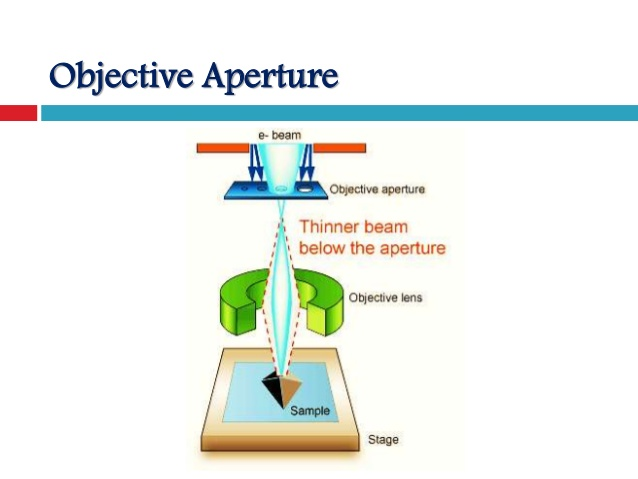 Objective Aperture
e- beam
Objective aperture
Thinner beam
below the aperture
Objective lens
Sample
Stage